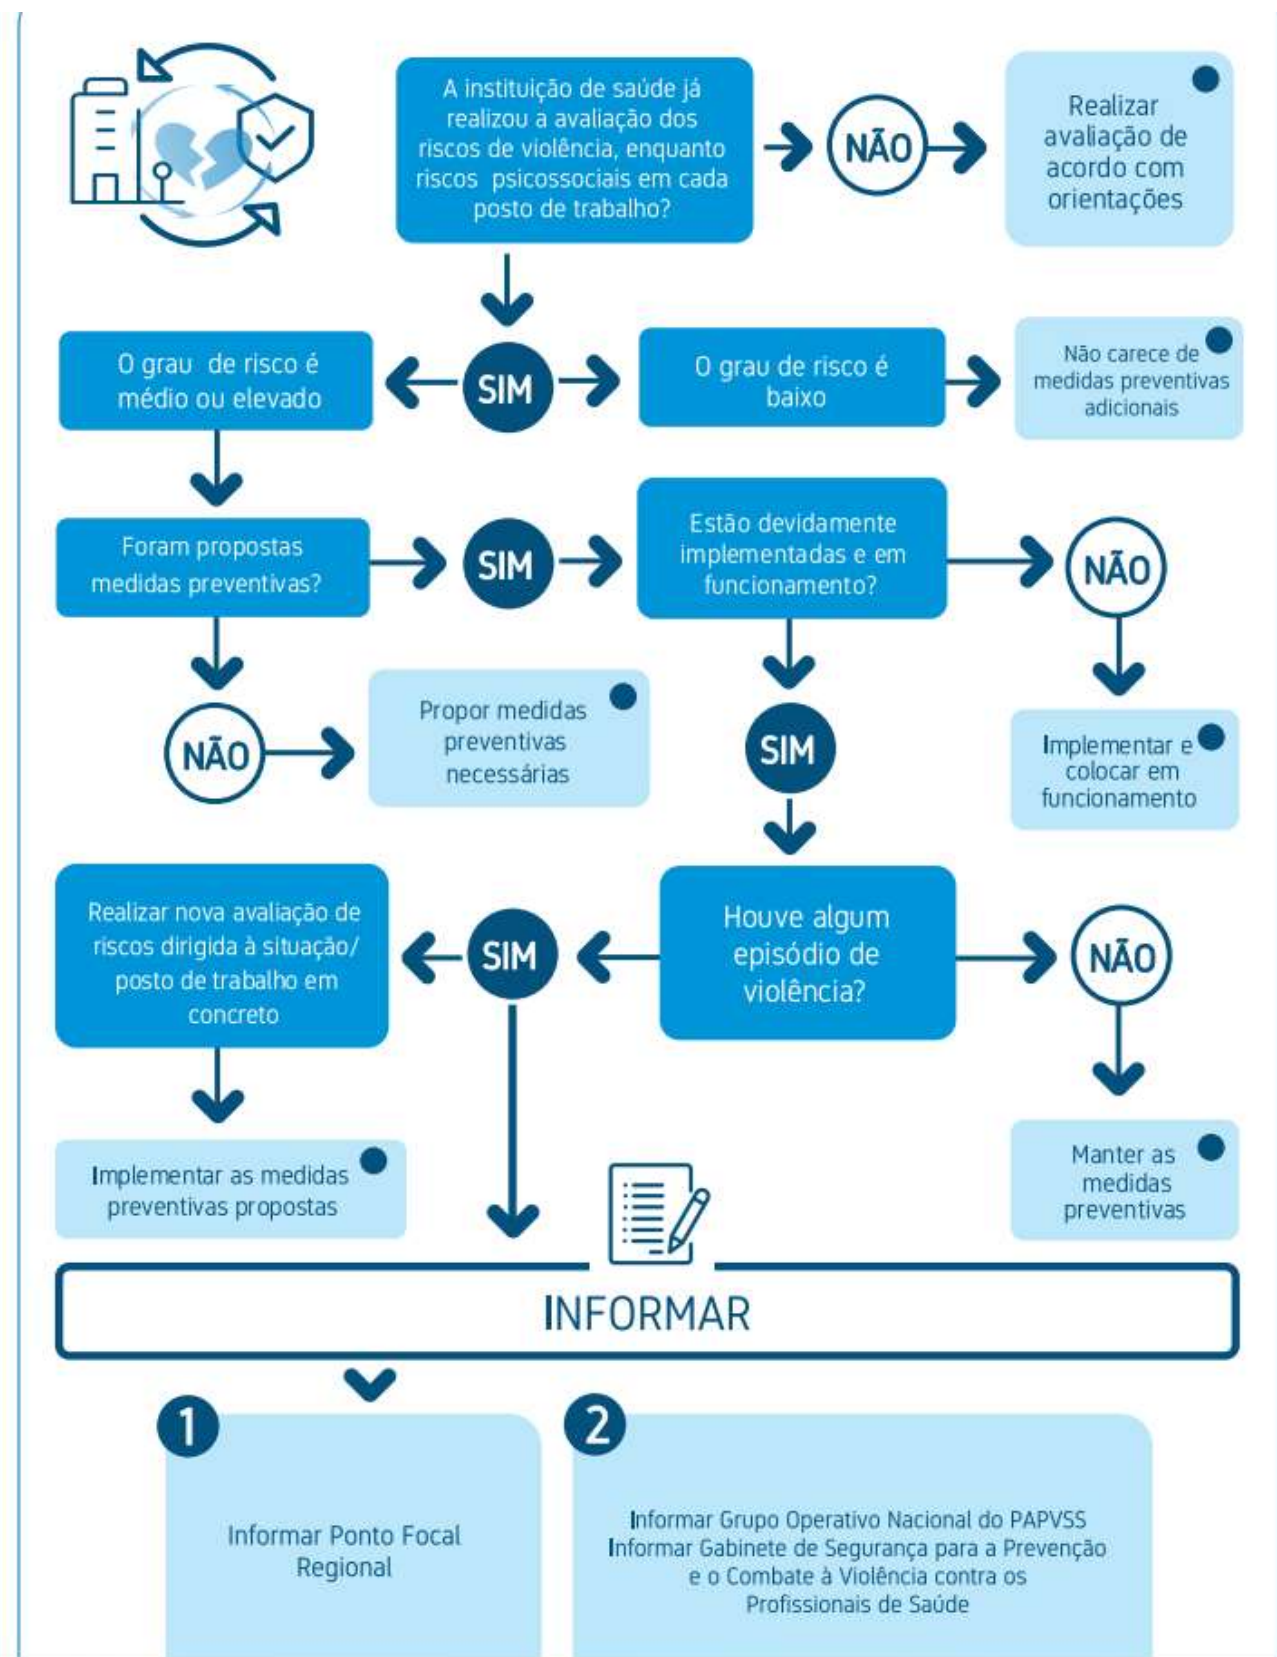 A instituição de saúde já
realizou a avaliação dos
riscos de violência, enquanto
riscos psicossociais em cada
posto de trabalho?
NÃO
Realizar
avaliação de
acordo com
orientações
O grau de risco é
médio ou elevado
SIM
O grau de risco é
baixo
Não carece de
medidas preventivas
adicionais
Foram propostas
medidas preventivas?
SIM
Estão devidamente
implementadas e em
funcionamento?
NÃO
NÃO
Propor medidas
preventivas
necessárias
SIM
Implementar e
colocar em
funcionamento
Realizar nova avaliação de
riscos dirigida à situação/
posto de trabalho em
concreto
SIM
Houve algum
episódio de
violência?
NÃO
Implementar as medidas
preventivas propostas
Manter as
medidas
preventivas
INFORMAR
1
Informar Ponto Focal
Regional
2
Informar Grupo Operativo Nacional do PAPVSS
Informar Gabinete de Segurança para a Prevenção
e o Combate à Violência contra os
Profissionais de Saúde